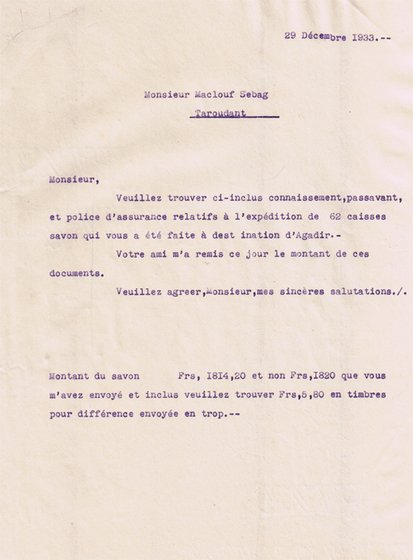 29 Décembre 1933.--
Monsieur Maclouf Sebag
Taroudant
Monsieur,
Veuillez trouver ci-inclus connaissement,passavant,
et police d'assurance relatifs à l'expédition de 62 caisses
savon qui vous a été faite à dest ination d'Agadir.-
Votre ami m'a remis ce jour le montant de ces
documents.
Veuillez agreer,Monsieur,mes sincères salutations./.
Montant du savon Frs, I8I4,20 et non Frs,I820 que vous
m'avez envoyé et inclus veuillez trouver Frs,5,80 en timbres
pour différence envoyée en trop.--